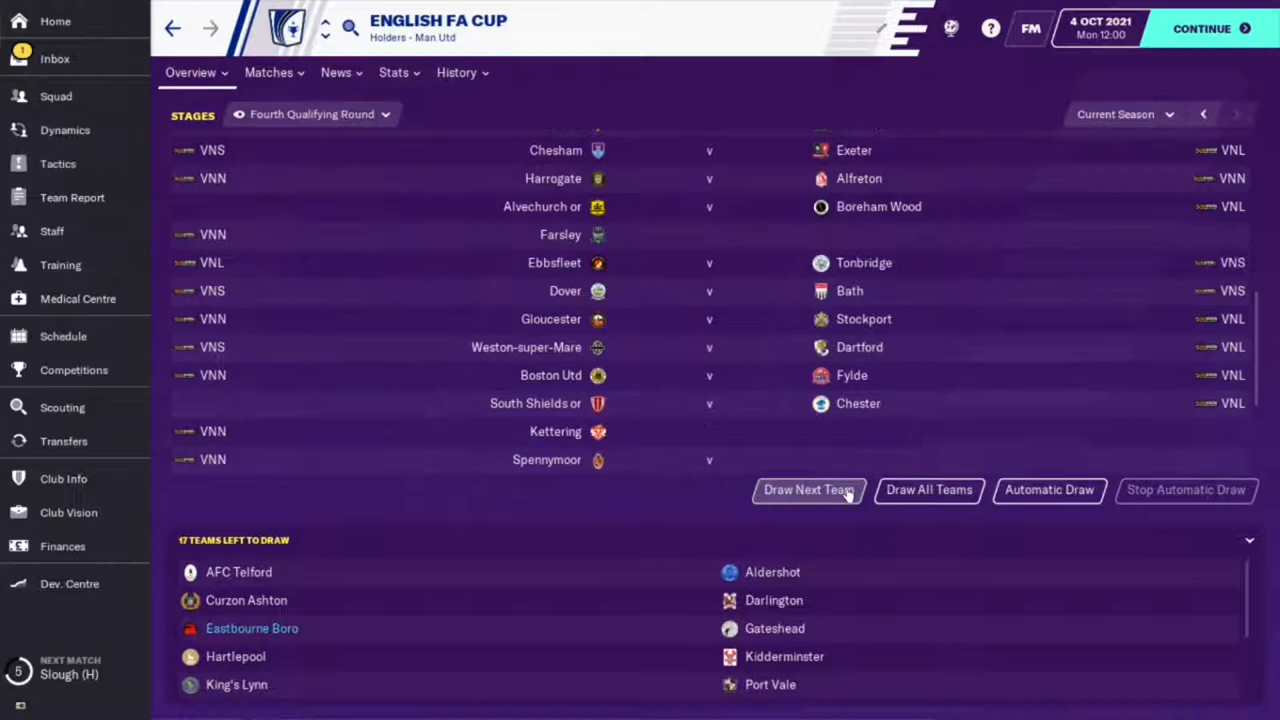 Home
Inbox
Squad
Dynamics
Tactics
Team Report
Staff
Training
Medical Centre
Schedule
Competitions
Scouting
Transfers
Club Info
Club Vision
Finances
Dev. Centre
5
NEXT MATCH
Slough (H)
ENGLISH FA CUP
Holders - Man Utd
FM
4 OCT 2021
Mon 12:00
CONTINUE
Overview
Matches
News
Stats
History
STAGES
Fourth Qualifying Round
Current Season
VNS Chesham v Exeter VNL
VNN Harrogate v Alfreton VNN
Alvechurch or v Boreham Wood VNL
VNN Farsley
VNL Ebbsfleet v Tonbridge VNS
VNS Dover v Bath VNS
VNN Gloucester v Stockport VNL
VNS Weston-super-Mare v Dartford VNL
VNN Boston Utd v Fylde VNL
South Shields or v Chester VNL
VNN Kettering
VNN Spennymoor v
Draw Next Team
Draw All Teams
Automatic Draw
Stop Automatic Draw
17 TEAMS LEFT TO DRAW
AFC Telford Aldershot
Curzon Ashton Darlington
Eastbourne Boro Gateshead
Hartlepool Kidderminster
King's Lynn Port Vale